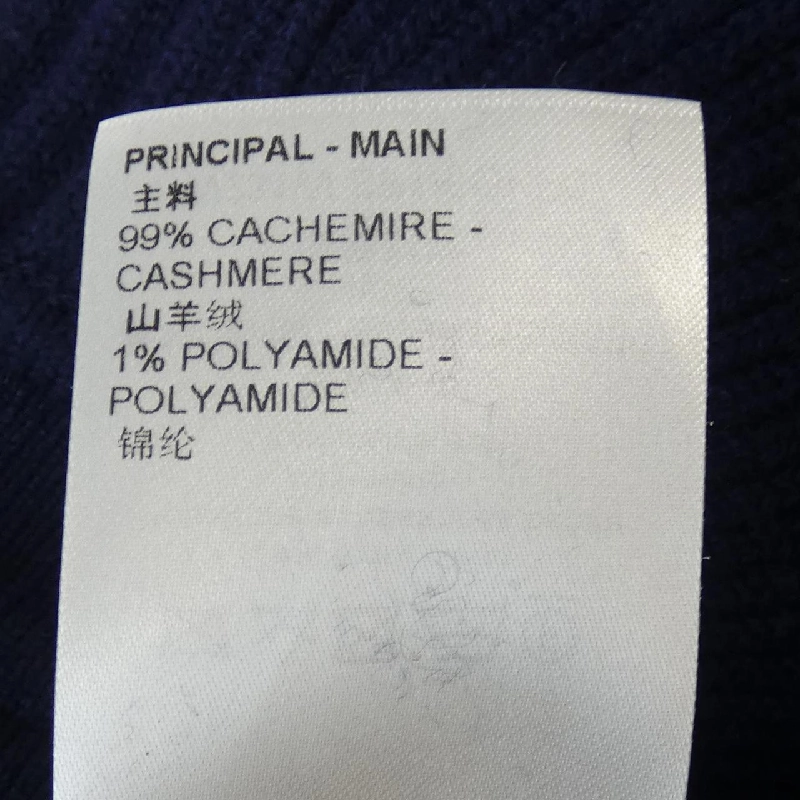 PRINCIPAL - MAIN
主料
99% CACHEMIRE -
CASHMERE
山羊绒
1% POLYAMIDE -
POLYAMIDE
锦纶